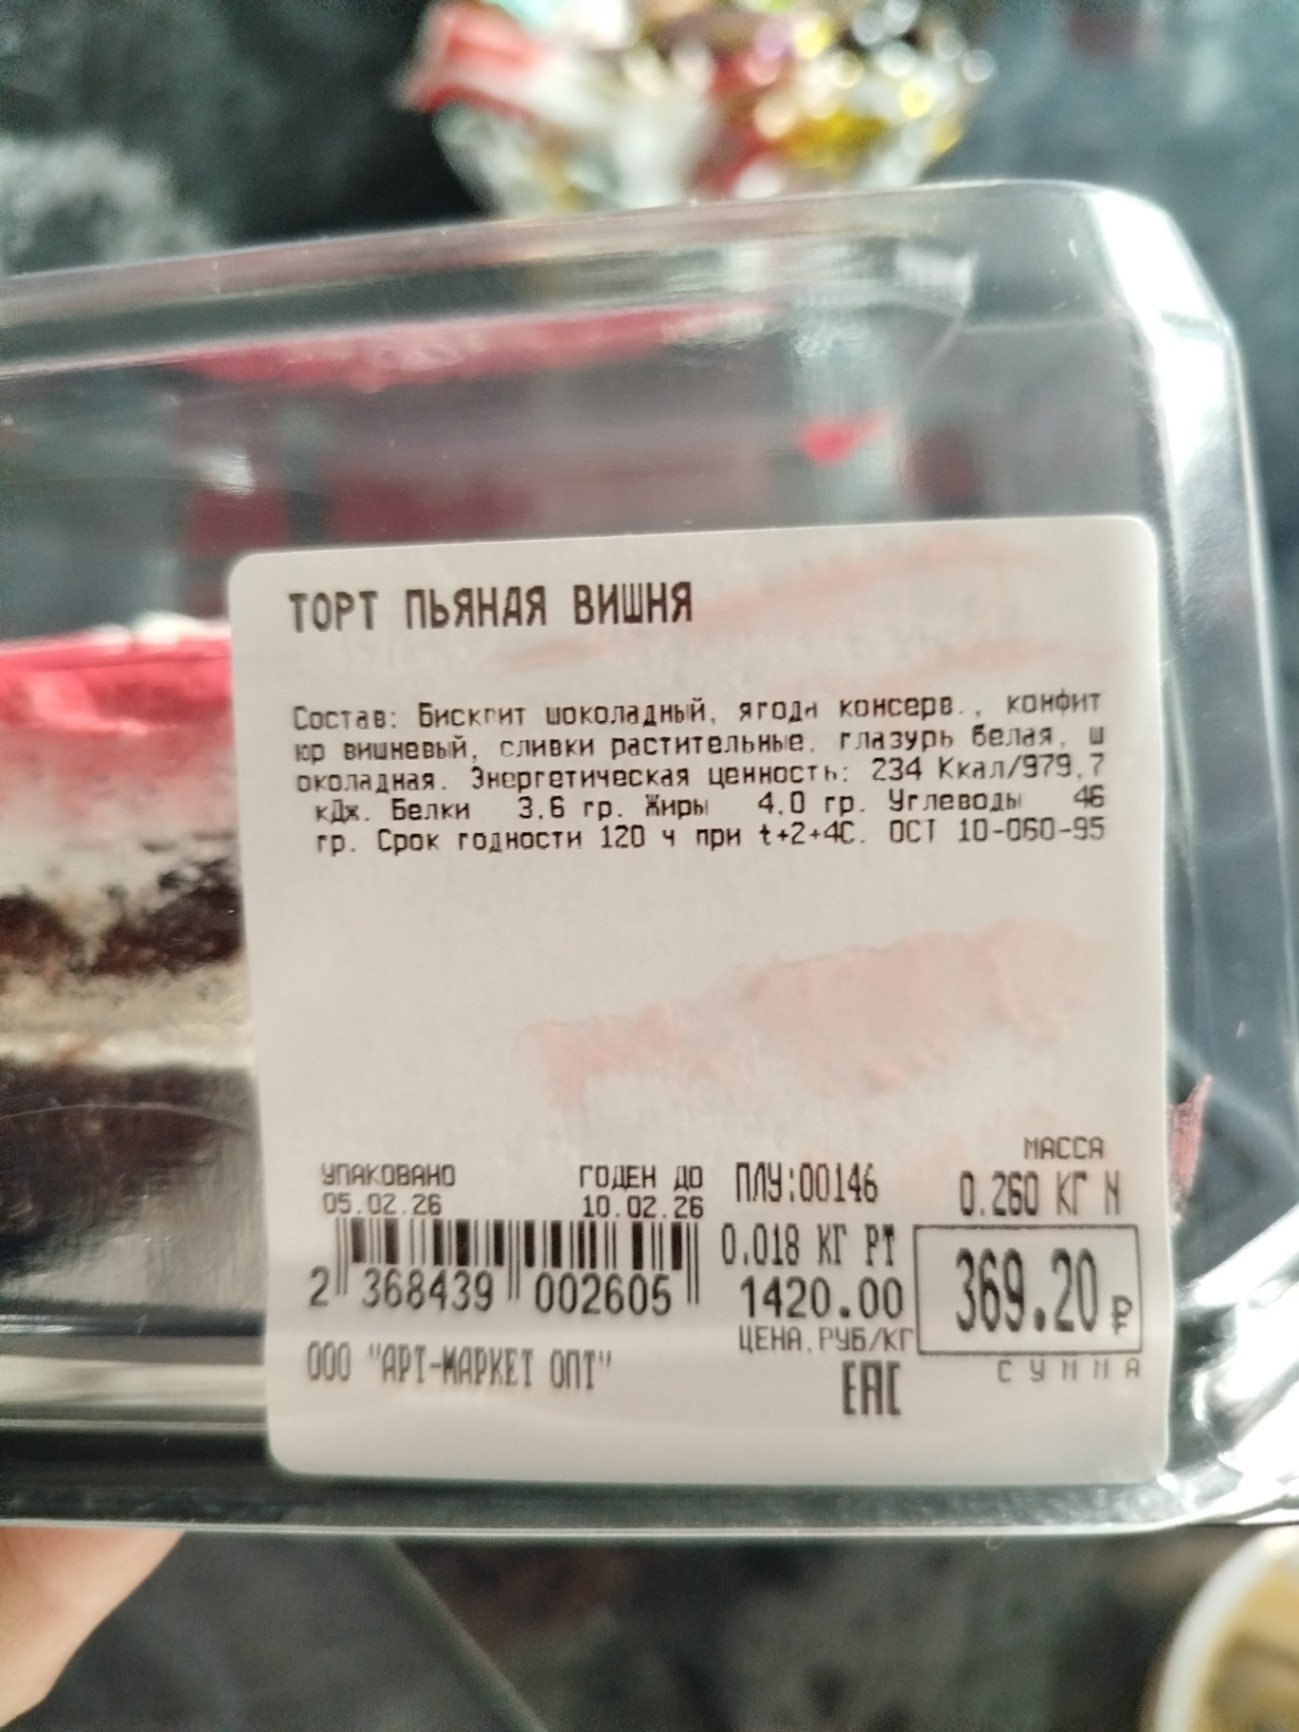 ТОРТ ПЬЯНАЯ ВИШНЯ
Состав: Бисквит шоколадный, ягоды консерв., конфит
юр вишневый, сливки растительные, глазурь белая, ш
околадная. Энергетическая ценность: 234 Ккал/979,7
кДж. Белки 3,6 гр. Жиры 4,0 гр. Углеводы 46
гр. Срок годности 120 ч при t+2+4С. ОСТ 10-060-95
МАССА
УПАКОВАНО ГОДЕН ДО ПЛУ:00146 0.260 КГ N
05.02.26 10.02.26
0.018 КГ РТ
2 368439 002605 1420.00 369.20 ₽
ЦЕНА, РУБ/КГ
ООО "АРТ-МАРКЕТ ОПТ" СУММА
ЕАС